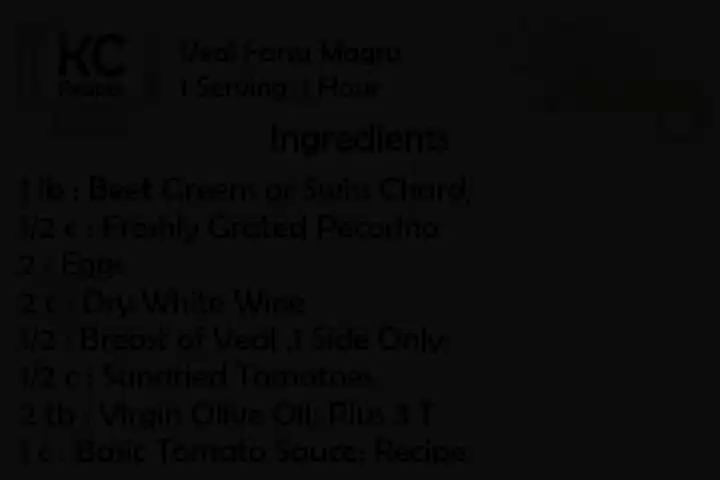 KC
Recipes
Veal Farsu Magru
1 Serving, 1 Hour
Ingredients
1 lb : Beet Greens or Swiss Chard;
1/2 c : Freshly Grated Pecorino
2 : Eggs
2 c : Dry White Wine
1/2 : Breast of Veal ,1 Side Only
1/2 c : Sundried Tomatoes
2 tb : Virgin Olive Oil; Plus 3 T
1 c : Basic Tomato Sauce; Recipe